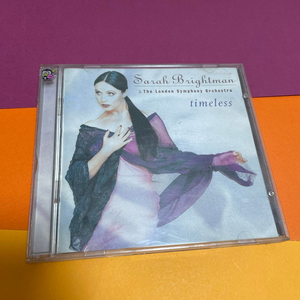 Sarah Brightman
& The London Symphony Orchestra
timeless